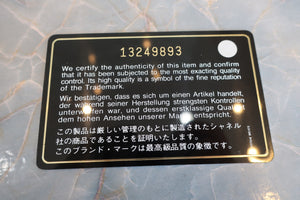 13249893
We certify the authenticity of this item and confirm
that it has been subjected to the most exacting quality
control. Its high quality is a symbol of the fine reputation
of the Trademark.
Wir bestätigen, dass es sich um einen Artikel handelt,
der während seiner Herstellung strengsten Kontrollen
unterworfen war, und dessen erstklassige Qualität
dem hohen Ansehen unserer Marke entspricht.
この製品は厳しい管理のもとに製造されたシャネル
社の商品であることを証明いたします。
このブランド・マークは最高級品質の象徴です。